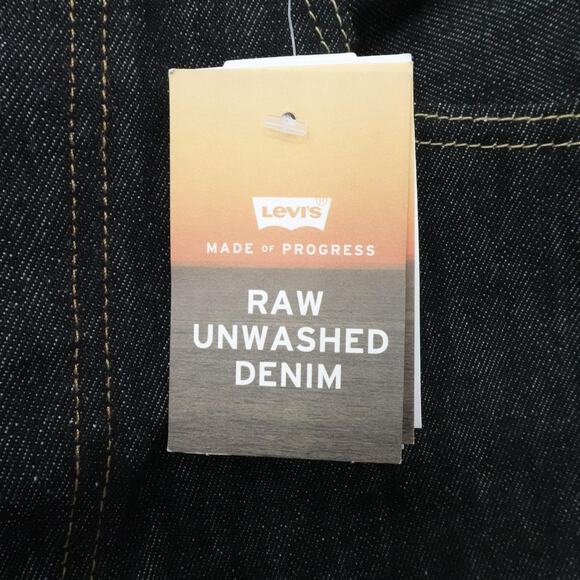 Levi's®
MADE OF PROGRESS
RAW
UNWASHED
DENIM